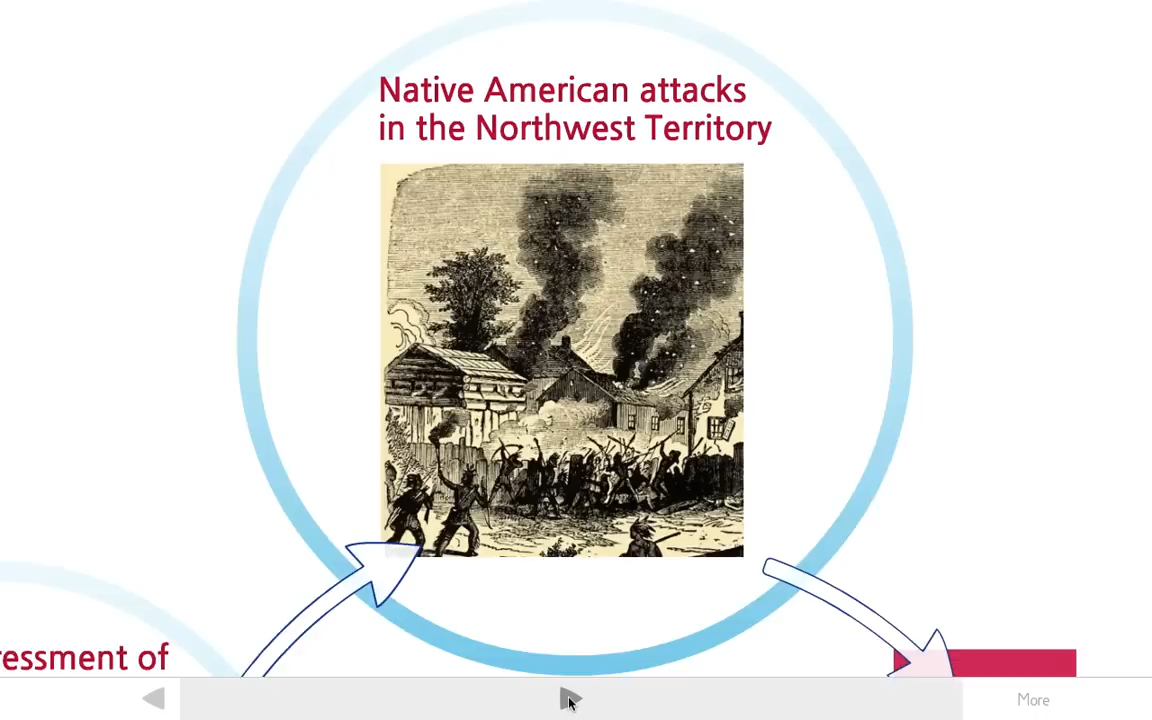 Native American attacks
in the Northwest Territory
ressment of
More